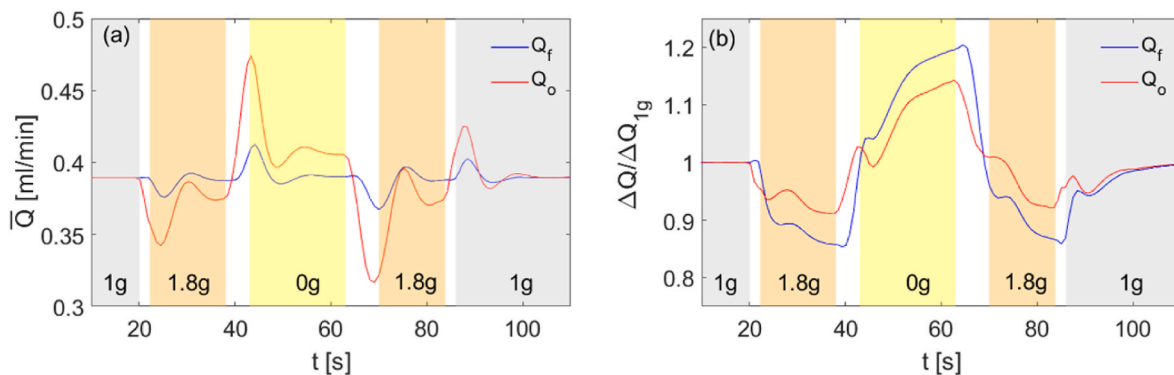 (a)
Q_f
Q_o
0.5
0.45
0.4
0.35
0.3
Q̅ [ml/min]
1g 1.8g 0g 1.8g 1g
20 40 60 80 100
t [s]
(b)
Q_f
Q_o
1.2
1.1
1
0.9
0.8
ΔQ/ΔQ_1g
1g 1.8g 0g 1.8g 1g
20 40 60 80 100
t [s]